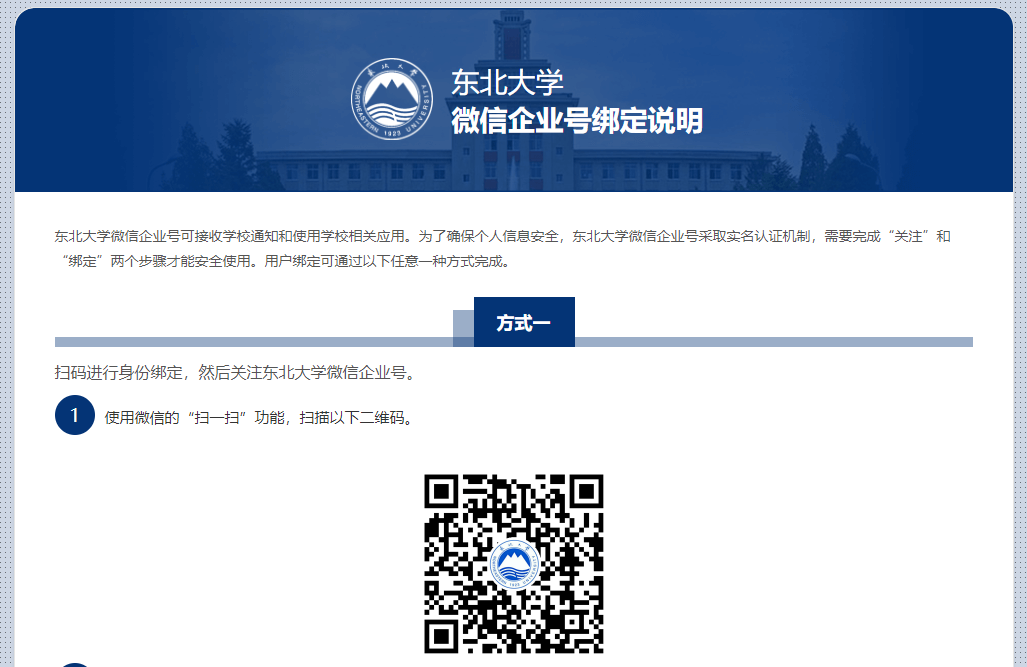 东北大学
NORTHEASTERN UNIVERSITY
1923
东北大学
微信企业号绑定说明
东北大学微信企业号可接收学校通知和使用学校相关应用。为了确保个人信息安全，东北大学微信企业号采取实名认证机制，需要完成“关注”和
“绑定”两个步骤才能安全使用。用户绑定可通过以下任意一种方式完成。
方式一
扫码进行身份绑定，然后关注东北大学微信企业号。
1 使用微信的“扫一扫”功能，扫描以下二维码。